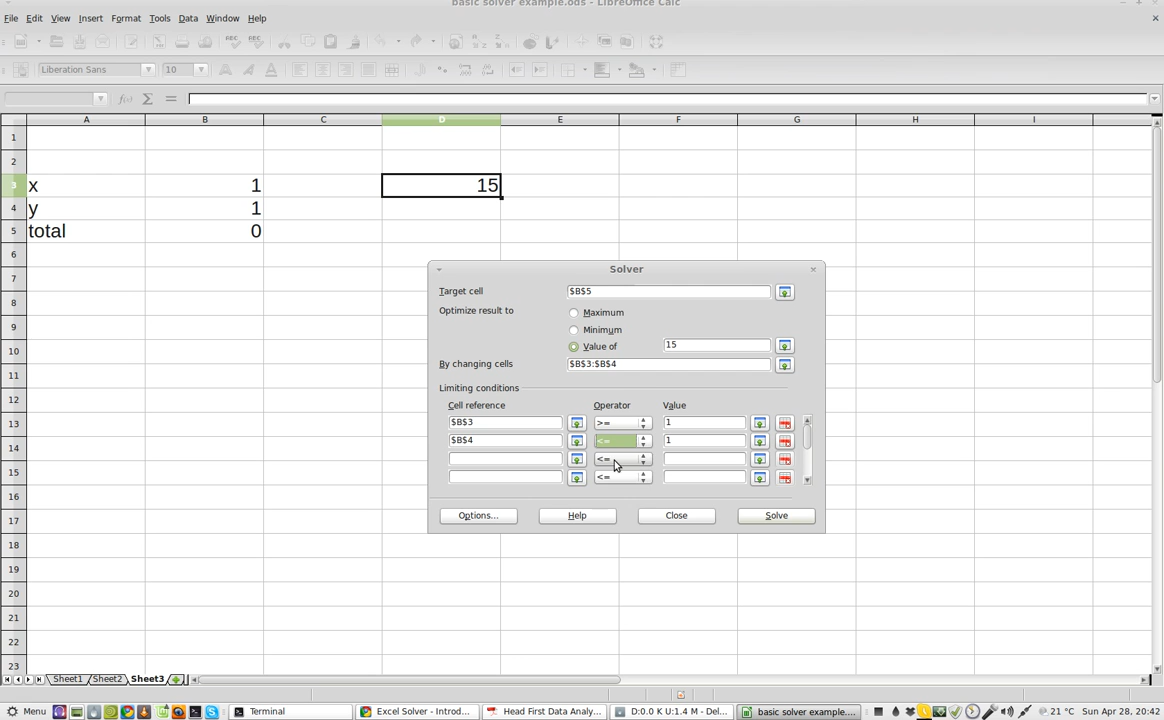 basic solver example.ods - LibreOffice Calc
File Edit View Insert Format Tools Data Window Help
Liberation Sans 10
f(x) Σ =
A B C D E F G H I
1
2
3 x 1 15
4 y 1
5 total 0
6
7
8
9
10
11
12
13
14
15
16
17
18
19
20
21
22
23
Solver
Target cell $B$5
Optimize result to Maximum
Minimum
Value of 15
By changing cells $B$3:$B$4
Limiting conditions
Cell reference Operator Value
$B$3 >= 1
$B$4 <= 1
<=
<=
Options... Help Close Solve
Sheet1 Sheet2 Sheet3
Menu Terminal Excel Solver - Introd... Head First Data Analy... D:0.0 K U:1.4 M - Del... basic solver example.... 21 °C Sun Apr 28, 20:42